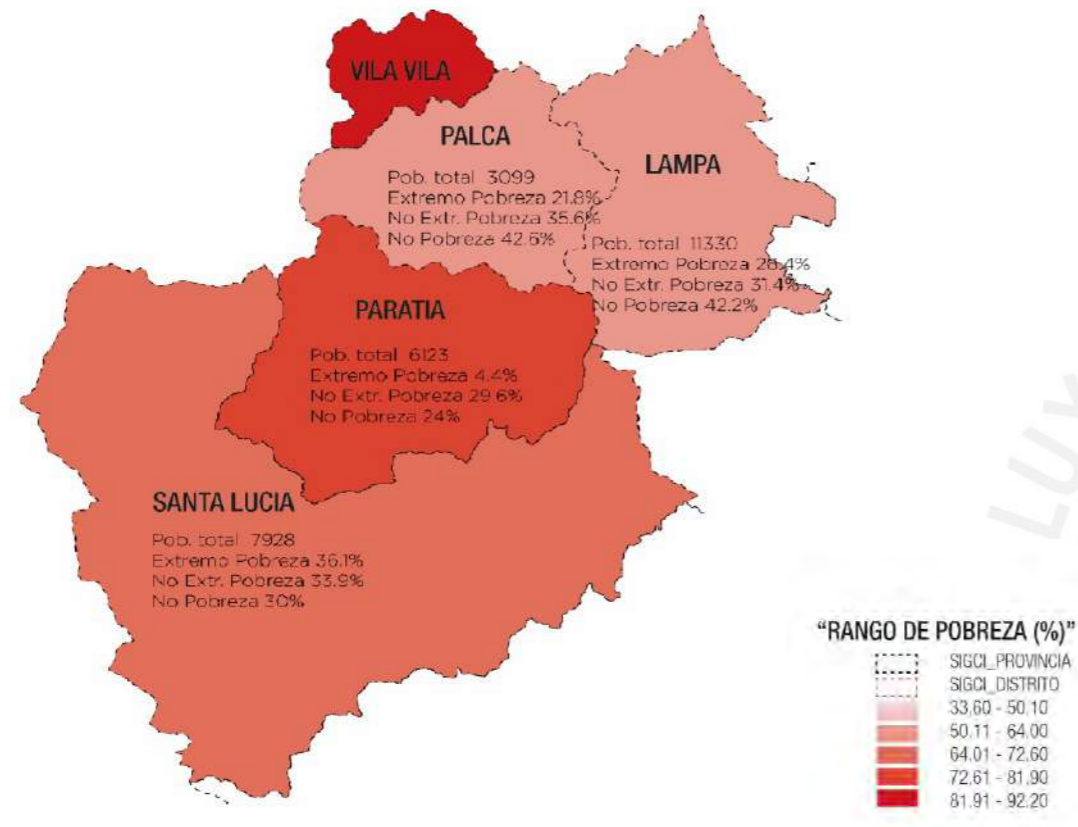 VILA VILA
PALCA
Pob. total 3099
Extremo Pobreza 21.8%
No Extr. Pobreza 35.6%
No Pobreza 42.6%
LAMPA
Pob. total 11330
Extremo Pobreza 28.4%
No Extr. Pobreza 31.4%
No Pobreza 42.2%
PARATIA
Pob. total 6123
Extremo Pobreza 4.4%
No Extr. Pobreza 29.6%
No Pobreza 24%
SANTA LUCIA
Pob. total 7928
Extremo Pobreza 36.1%
No Extr. Pobreza 33.9%
No Pobreza 30%
LUX
“RANGO DE POBREZA (%)”
SIGCI_PROVINCIA
SIGCI_DISTRITO
33,60 - 50,10
50.11 - 64.00
64.01 - 72.60
72.61 - 81.90
81.91 - 92.20